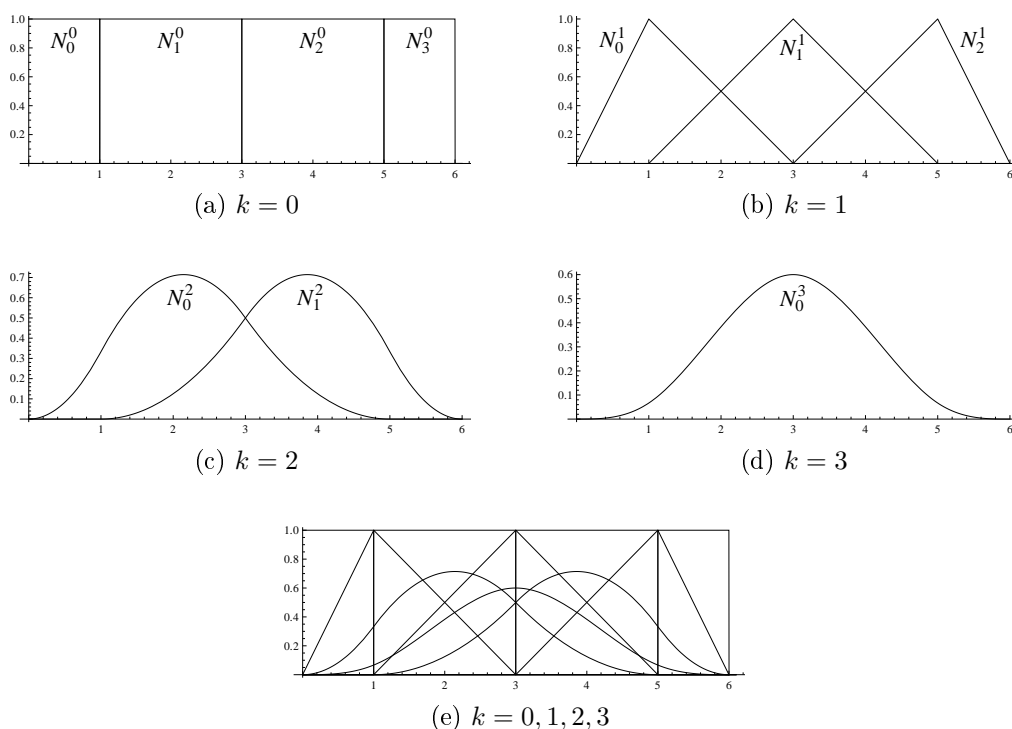 1.0
0.8
0.6
0.4
0.2
N_0^0 N_1^0 N_2^0 N_3^0
1 2 3 4 5 6
(a) k = 0
1.0
0.8
0.6
0.4
0.2
N_0^1 N_1^1 N_2^1
1 2 3 4 5 6
(b) k = 1
0.7
0.6
0.5
0.4
0.3
0.2
0.1
N_0^2 N_1^2
1 2 3 4 5 6
(c) k = 2
0.6
0.5
0.4
0.3
0.2
0.1
N_0^3
1 2 3 4 5 6
(d) k = 3
1.0
0.8
0.6
0.4
0.2
1 2 3 4 5 6
(e) k = 0, 1, 2, 3